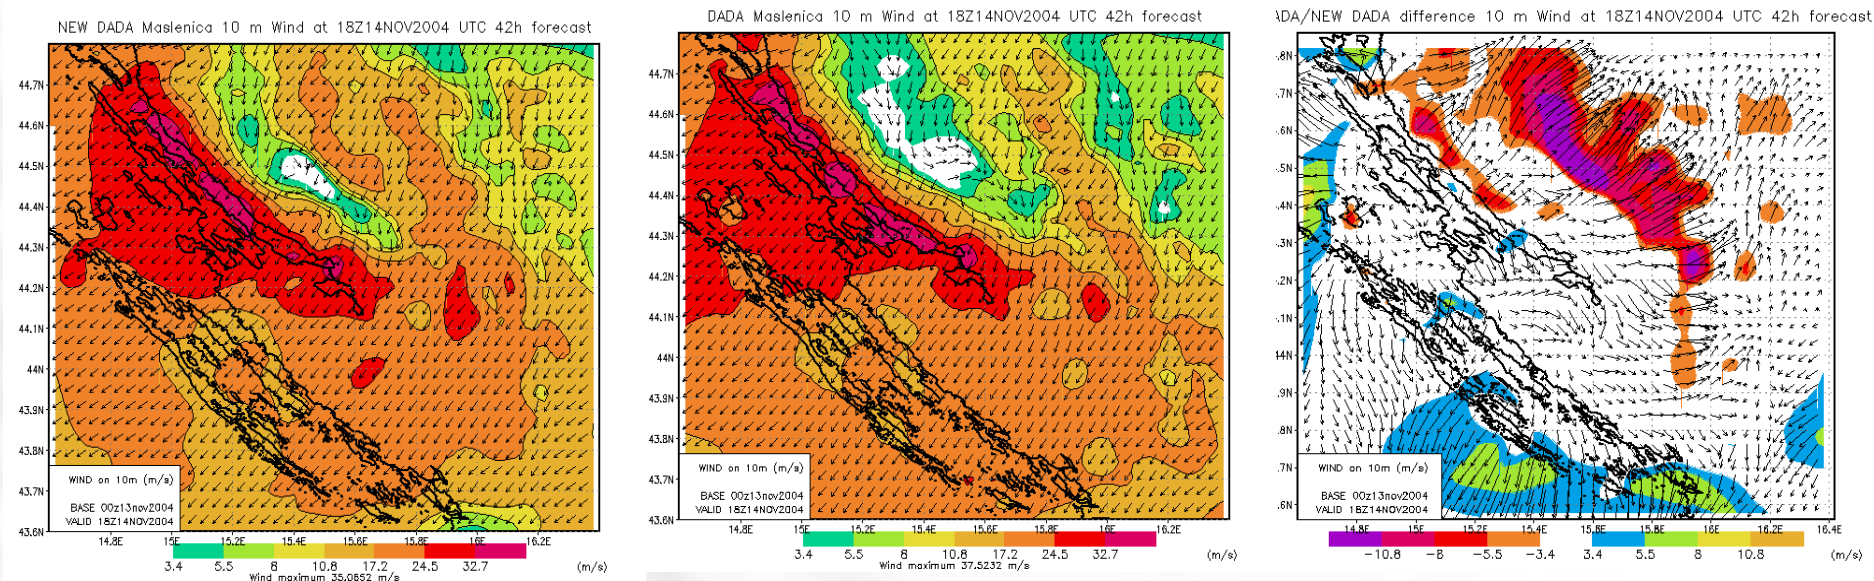 NEW DADA Maslenica 10 m Wind at 18Z14NOV2004 UTC 42h forecast
44.7N
44.6N
44.5N
44.4N
44.3N
44.2N
44.1N
44N
43.9N
43.8N
43.7N
43.6N
WIND on 10m (m/s)
BASE 00z13nov2004
VALID 18Z14NOV2004
14.8E 15E 15.2E 15.4E 15.6E 15.8E 16E 16.2E
3.4 5.5 8 10.8 17.2 24.5 32.7 (m/s)
Wind maximum 35.0852 m/s
DADA Maslenica 10 m Wind at 18Z14NOV2004 UTC 42h forecast
44.7N
44.6N
44.5N
44.4N
44.3N
44.2N
44.1N
44N
43.9N
43.8N
43.7N
43.6N
WIND on 10m (m/s)
BASE 00z13nov2004
VALID 18Z14NOV2004
14.8E 15E 15.2E 15.4E 15.6E 15.8E 16E 16.2E
3.4 5.5 8 10.8 17.2 24.5 32.7 (m/s)
Wind maximum 37.5232 m/s
ADA/NEW DADA difference 10 m Wind at 18Z14NOV2004 UTC 42h forecast
.8N
.7N
.6N
.5N
.4N
.3N
.2N
.1N
14N
.9N
.8N
.7N
.6N
WIND on 10m (m/s)
BASE 00z13nov2004
VALID 18Z14NOV2004
14.8E 15E 15.2E 15.4E 15.6E 15.8E 16E 16.2E 16.4E
-10.8 -8 -5.5 -3.4 3.4 5.5 8 10.8 (m/s)